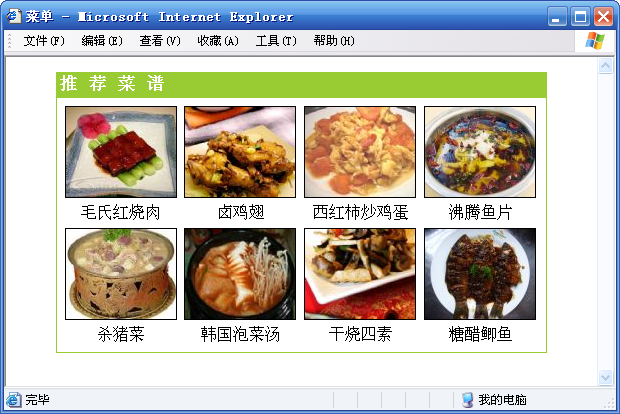 菜单 - Microsoft Internet Explorer
文件(F) 编辑(E) 查看(V) 收藏(A) 工具(T) 帮助(H)
推荐菜谱
毛氏红烧肉 卤鸡翅 西红柿炒鸡蛋 沸腾鱼片
杀猪菜 韩国泡菜汤 干烧四素 糖醋鲫鱼
完毕 我的电脑